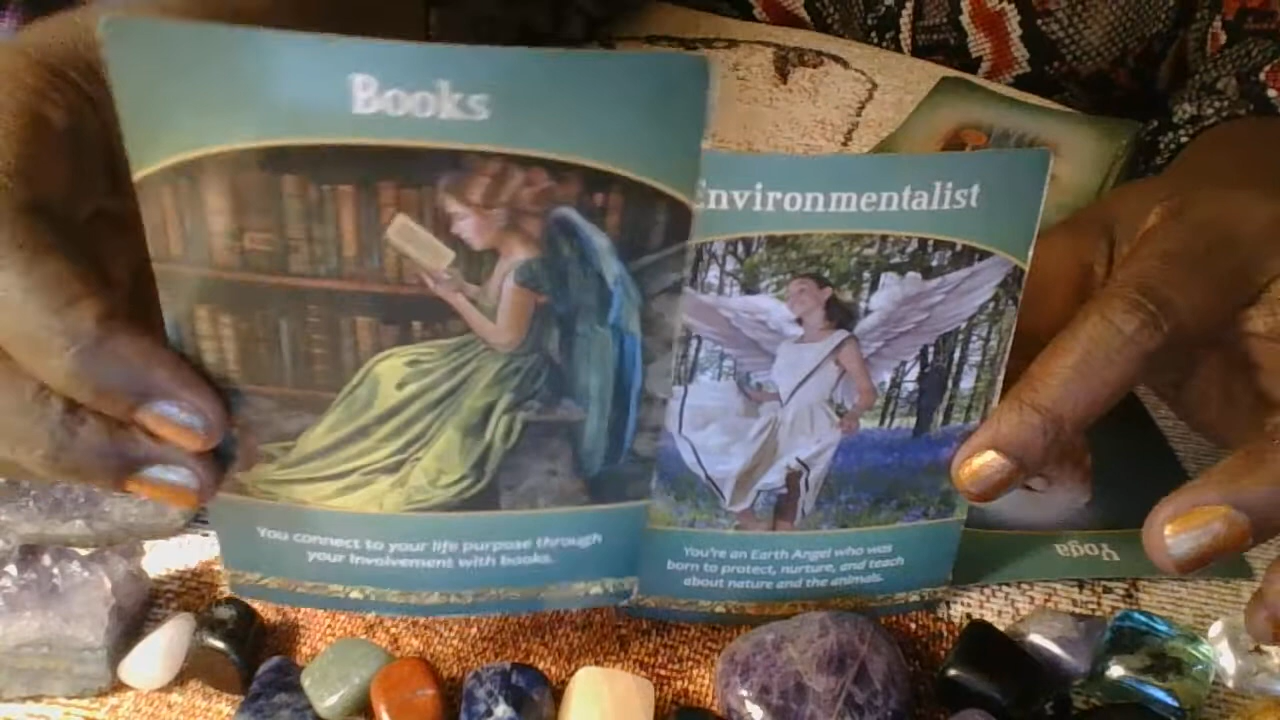 Books
You connect to your life purpose through
your involvement with books.
Environmentalist
You're an Earth Angel who was
born to protect, nurture, and teach
about nature and the animals.
Yoga